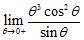 lim θ→0+ θ³ cos² θ / sin θ